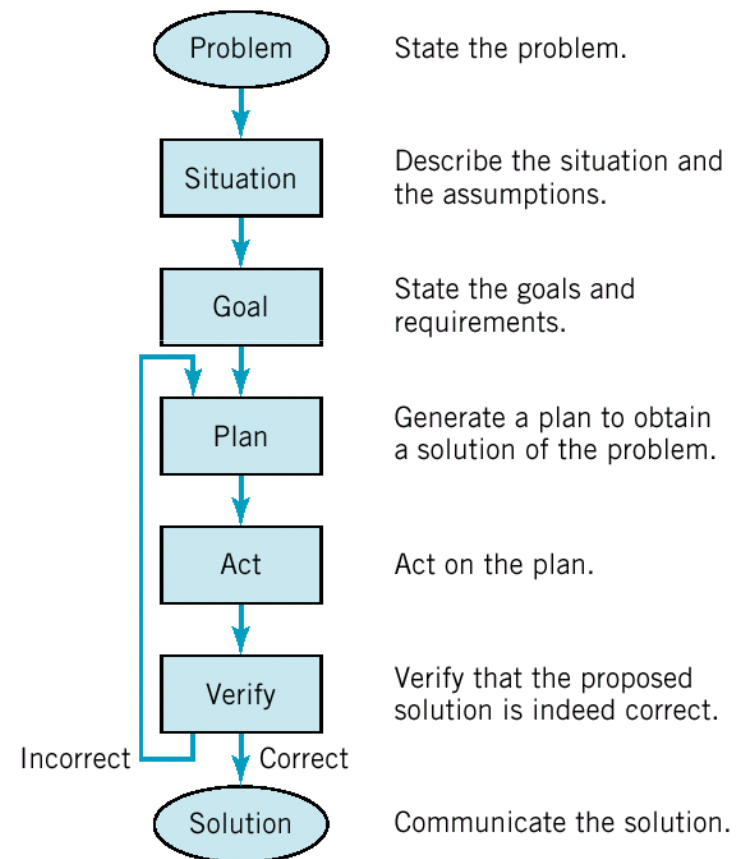 Problem
State the problem.
Situation
Describe the situation and
the assumptions.
Goal
State the goals and
requirements.
Plan
Generate a plan to obtain
a solution of the problem.
Act
Act on the plan.
Verify
Verify that the proposed
solution is indeed correct.
Incorrect
Correct
Solution
Communicate the solution.